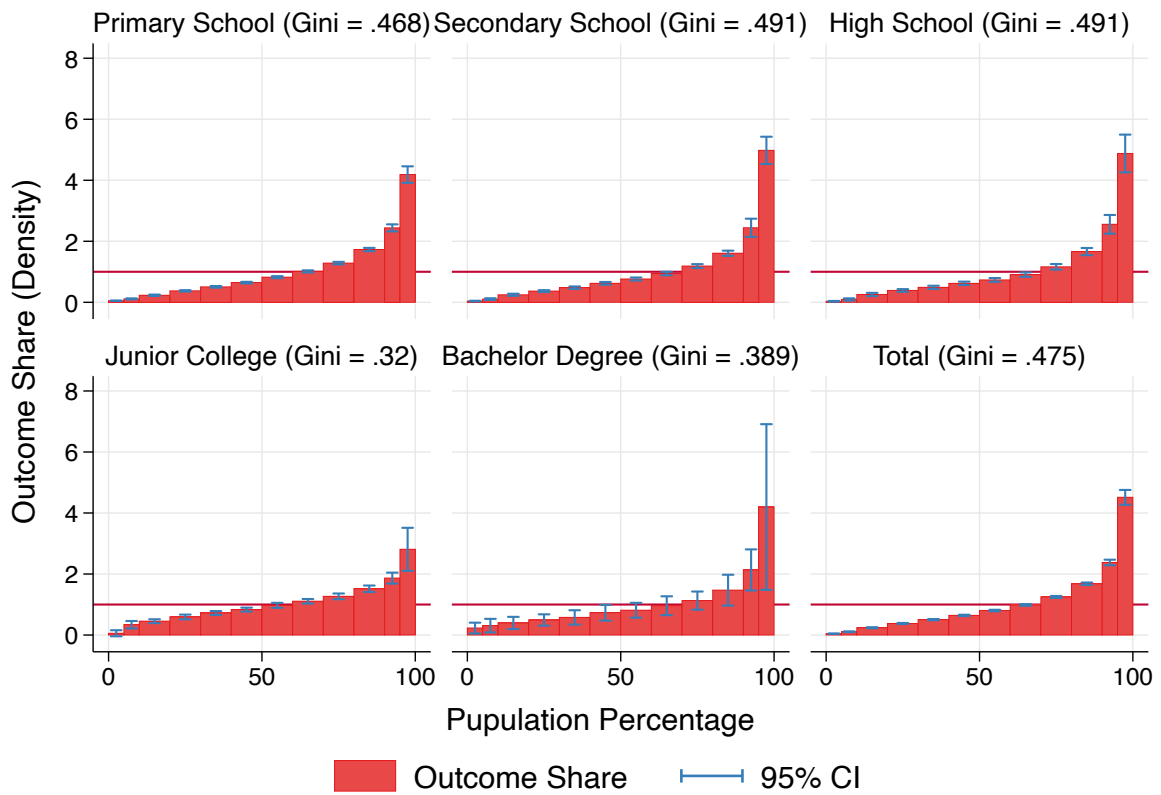 Primary School (Gini = .468)
Secondary School (Gini = .491)
High School (Gini = .491)
8
6
4
2
0
Junior College (Gini = .32)
Bachelor Degree (Gini = .389)
Total (Gini = .475)
8
6
4
2
0
Outcome Share (Density)
0 50 100
0 50 100
0 50 100
Pupulation Percentage
Outcome Share
95% CI